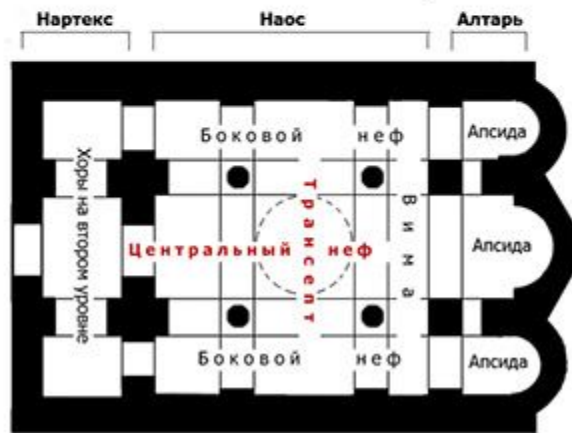 Нартекс
Наос
Алтарь
Боковой неф
Апсида
Хоры на втором уровне
Трансепт
Вима
Центральный неф
Апсида
Боковой неф
Апсида